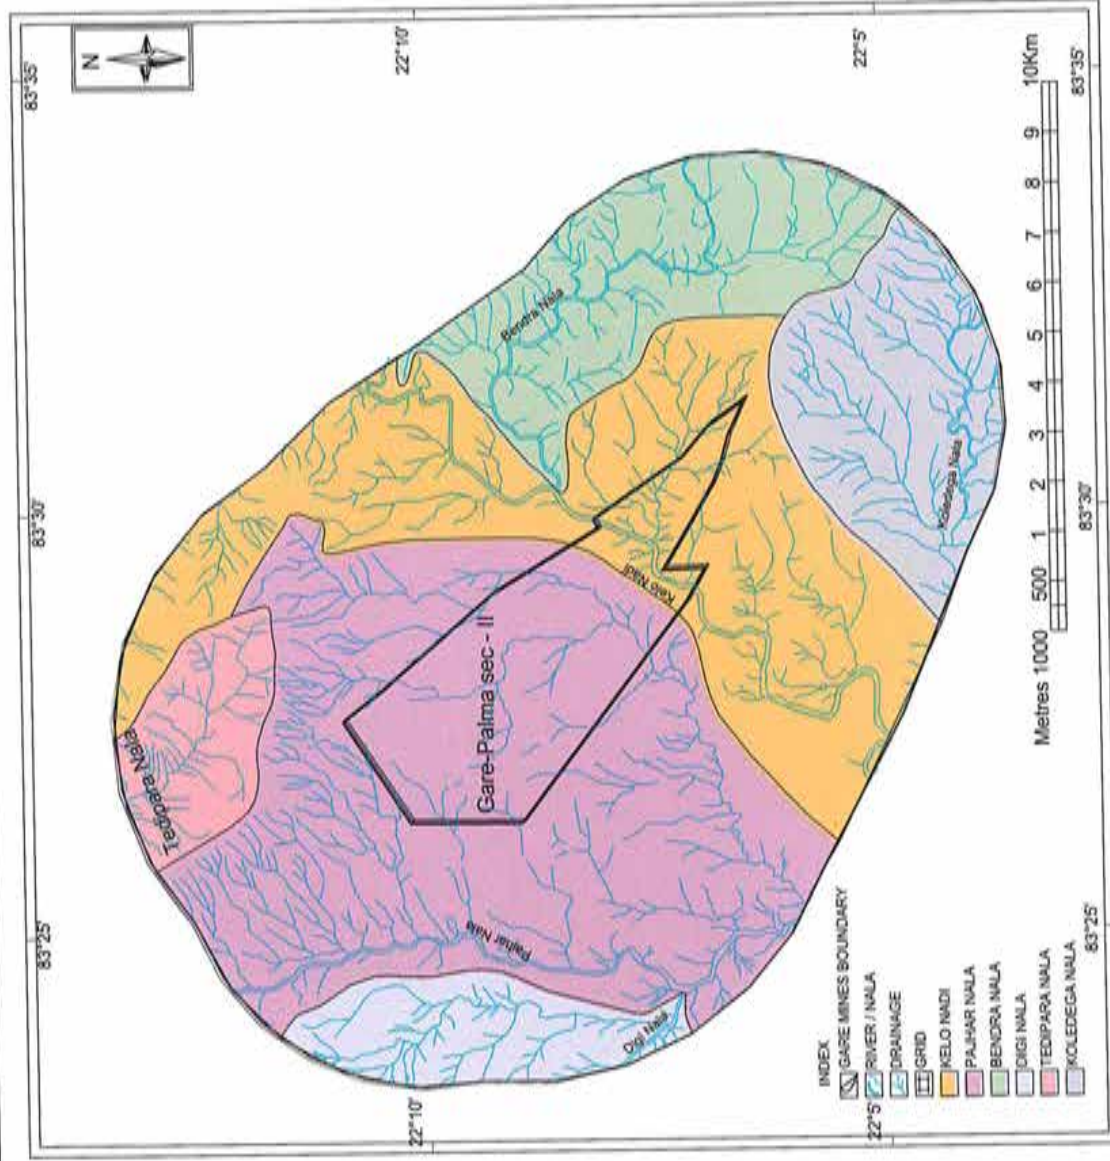 83°35'
83°30'
83°25'
N
22°10'
22°5'
Bendra Nala
Tedipara Nala
Kelo Nadi
Gare-Palma sec - II
Pajhar Nala
Digi Nala
Koledega Nala
22°10'
22°5'
INDEX
GARE MINES BOUNDARY
RIVER / NALA
DRAINAGE
GRID
KELO NADI
PAJHAR NALA
BENDRA NALA
DIGI NALA
TEDIPARA NALA
KOLEDEGA NALA
Metres 1000 500 1 2 3 4 5 6 7 8 9 10Km
83°25'
83°30'
83°35'